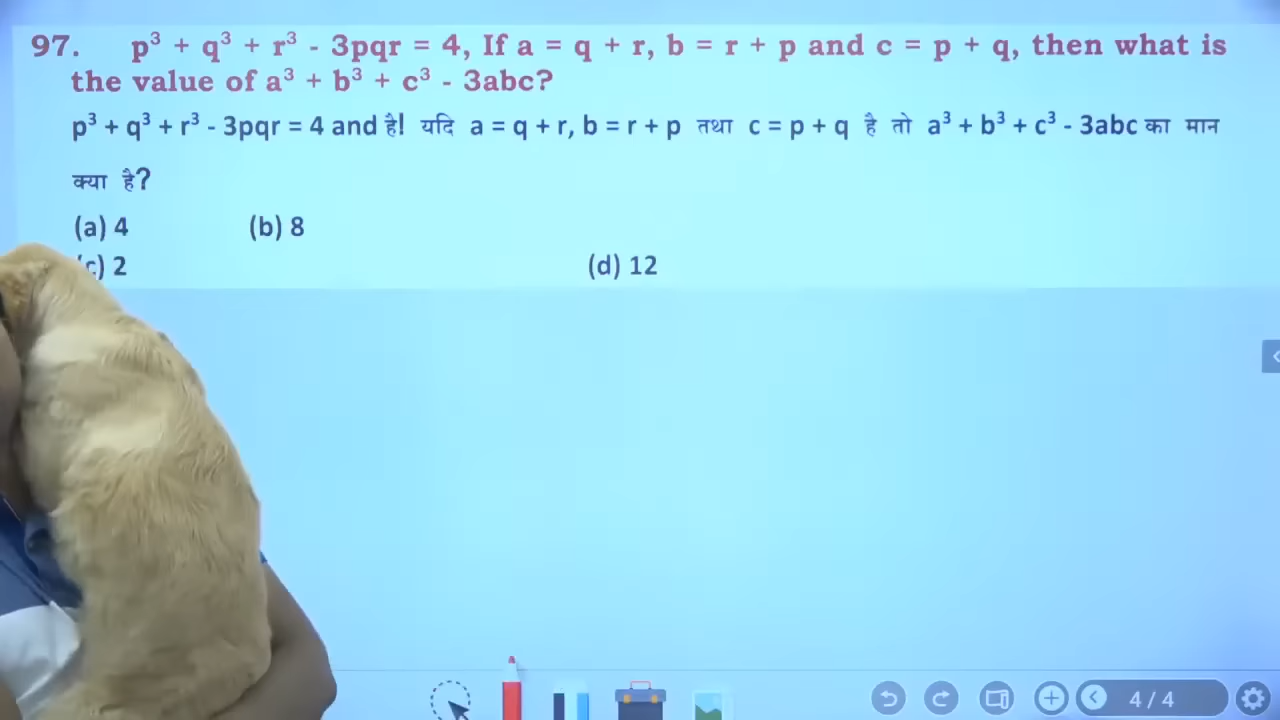 97. p³ + q³ + r³ - 3pqr = 4, If a = q + r, b = r + p and c = p + q, then what is
the value of a³ + b³ + c³ - 3abc?
p³ + q³ + r³ - 3pqr = 4 and है! यदि a = q + r, b = r + p तथा c = p + q है तो a³ + b³ + c³ - 3abc का मान
क्या है?
(a) 4 (b) 8
(c) 2 (d) 12
4 / 4